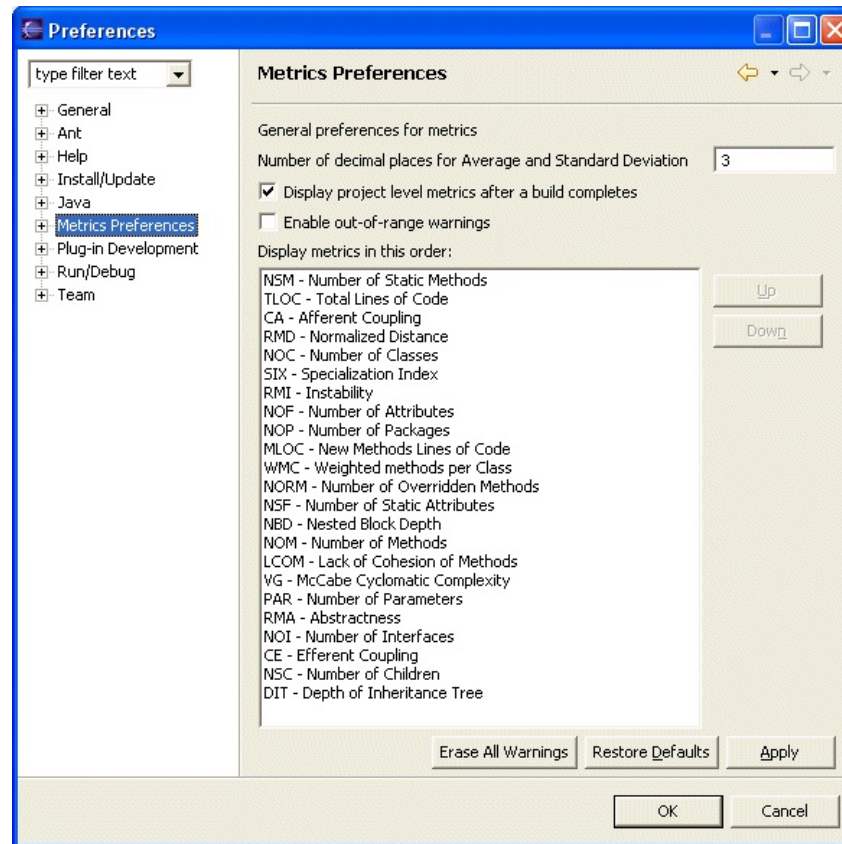 Preferences
type filter text
General
Ant
Help
Install/Update
Java
Metrics Preferences
Plug-in Development
Run/Debug
Team
Metrics Preferences
General preferences for metrics
Number of decimal places for Average and Standard Deviation 3
Display project level metrics after a build completes
Enable out-of-range warnings
Display metrics in this order:
NSM - Number of Static Methods
TLOC - Total Lines of Code
CA - Afferent Coupling
RMD - Normalized Distance
NOC - Number of Classes
SIX - Specialization Index
RMI - Instability
NOF - Number of Attributes
NOP - Number of Packages
MLOC - New Methods Lines of Code
WMC - Weighted methods per Class
NORM - Number of Overridden Methods
NSF - Number of Static Attributes
NBD - Nested Block Depth
NOM - Number of Methods
LCOM - Lack of Cohesion of Methods
VG - McCabe Cyclomatic Complexity
PAR - Number of Parameters
RMA - Abstractness
NOI - Number of Interfaces
CE - Efferent Coupling
NSC - Number of Children
DIT - Depth of Inheritance Tree
Up
Down
Erase All Warnings Restore Defaults Apply
OK Cancel